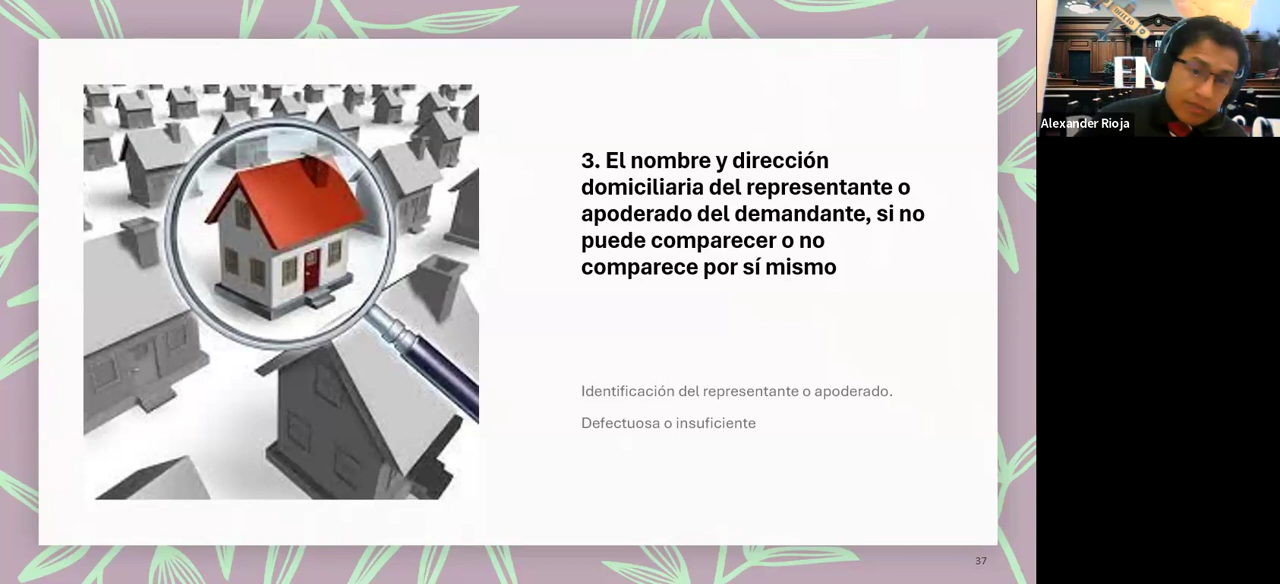 3. El nombre y dirección
domiciliaria del representante o
apoderado del demandante, si no
puede comparecer o no
comparece por sí mismo
Identificación del representante o apoderado.
Defectuosa o insuficiente
37
Alexander Rioja